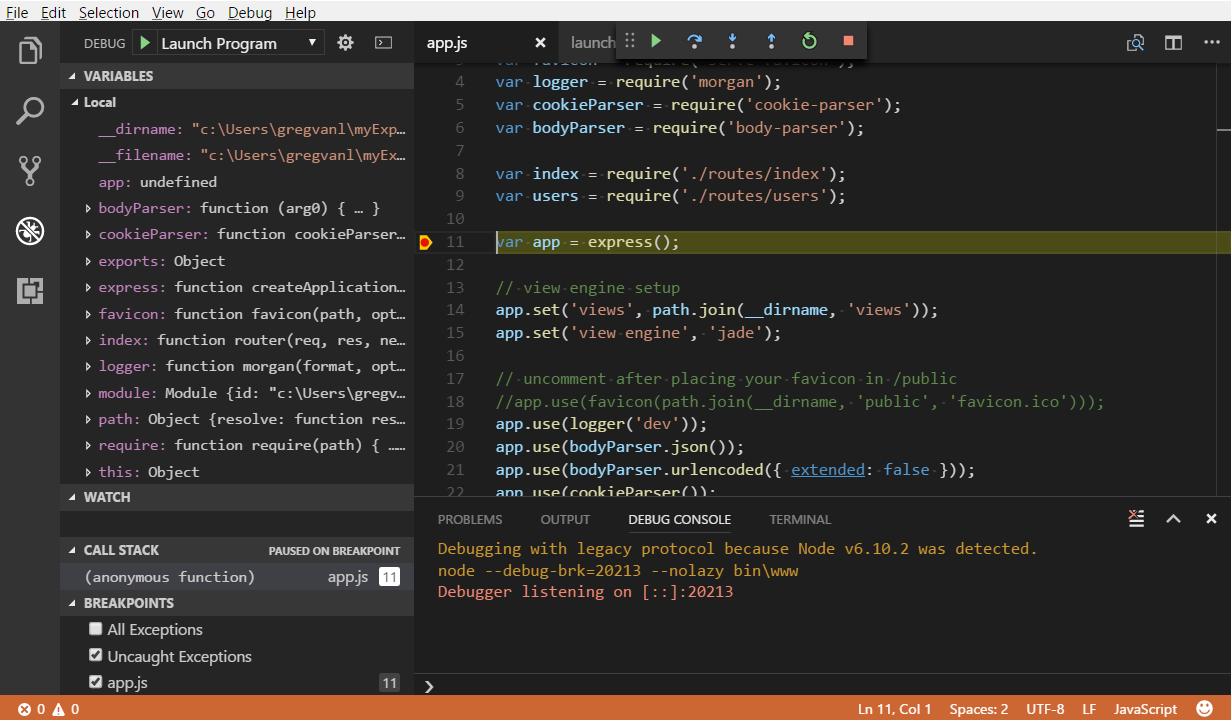 File Edit Selection View Go Debug Help
DEBUG Launch Program
app.js launch
VARIABLES
Local
__dirname: "c:\Users\gregvanl\myExp…
__filename: "c:\Users\gregvanl\myEx…
app: undefined
bodyParser: function (arg0) { … }
cookieParser: function cookieParser…
exports: Object
express: function createApplication…
favicon: function favicon(path, opt…
index: function router(req, res, ne…
logger: function morgan(format, opt…
module: Module {id: "c:\Users\gregv…
path: Object {resolve: function res…
require: function require(path) { ……
this: Object
WATCH
CALL STACK PAUSED ON BREAKPOINT
(anonymous function) app.js 11
BREAKPOINTS
All Exceptions
Uncaught Exceptions
app.js 11
3 var favicon = require('serve-favicon');
4 var logger = require('morgan');
5 var cookieParser = require('cookie-parser');
6 var bodyParser = require('body-parser');
7
8 var index = require('./routes/index');
9 var users = require('./routes/users');
10
11 var app = express();
12
13 // view engine setup
14 app.set('views', path.join(__dirname, 'views'));
15 app.set('view engine', 'jade');
16
17 // uncomment after placing your favicon in /public
18 //app.use(favicon(path.join(__dirname, 'public', 'favicon.ico')));
19 app.use(logger('dev'));
20 app.use(bodyParser.json());
21 app.use(bodyParser.urlencoded({ extended: false }));
22 app.use(cookieParser());
PROBLEMS OUTPUT DEBUG CONSOLE TERMINAL
Debugging with legacy protocol because Node v6.10.2 was detected.
node --debug-brk=20213 --nolazy bin\www
Debugger listening on [::]:20213
0 0 Ln 11, Col 1 Spaces: 2 UTF-8 LF JavaScript